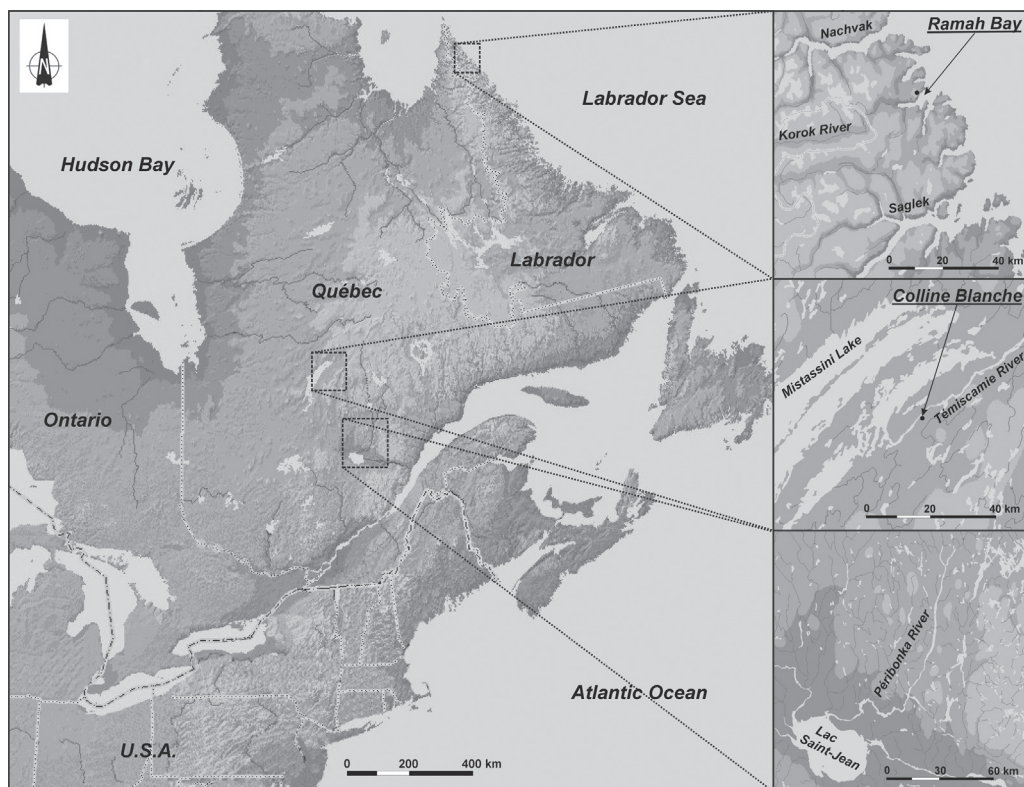 N
Labrador Sea
Hudson Bay
Labrador
Québec
Ontario
Atlantic Ocean
U.S.A.
0 200 400 km
Nachvak
Ramah Bay
Korok River
Saglek
0 20 40 km
Colline Blanche
Mistassini Lake
Témiscamie River
0 20 40 km
Péribonka River
Lac
Saint-Jean
0 30 60 km